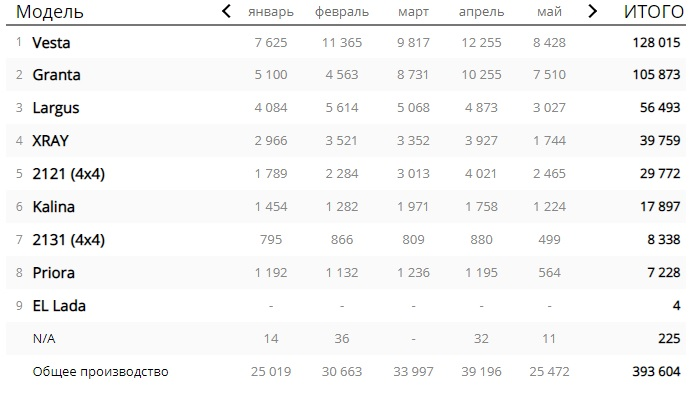 Модель январь февраль март апрель май ИТОГО
1 Vesta 7 625 11 365 9 817 12 255 8 428 128 015
2 Granta 5 100 4 563 8 731 10 255 7 510 105 873
3 Largus 4 084 5 614 5 068 4 873 3 027 56 493
4 XRAY 2 966 3 521 3 352 3 927 1 744 39 759
5 2121 (4x4) 1 789 2 284 3 013 4 021 2 465 29 772
6 Kalina 1 454 1 282 1 971 1 758 1 224 17 897
7 2131 (4x4) 795 866 809 880 499 8 338
8 Priora 1 192 1 132 1 236 1 195 564 7 228
9 EL Lada - - - - - 4
N/A 14 36 - 32 11 225
Общее производство 25 019 30 663 33 997 39 196 25 472 393 604